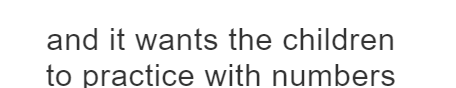 and it wants the children
to practice with numbers